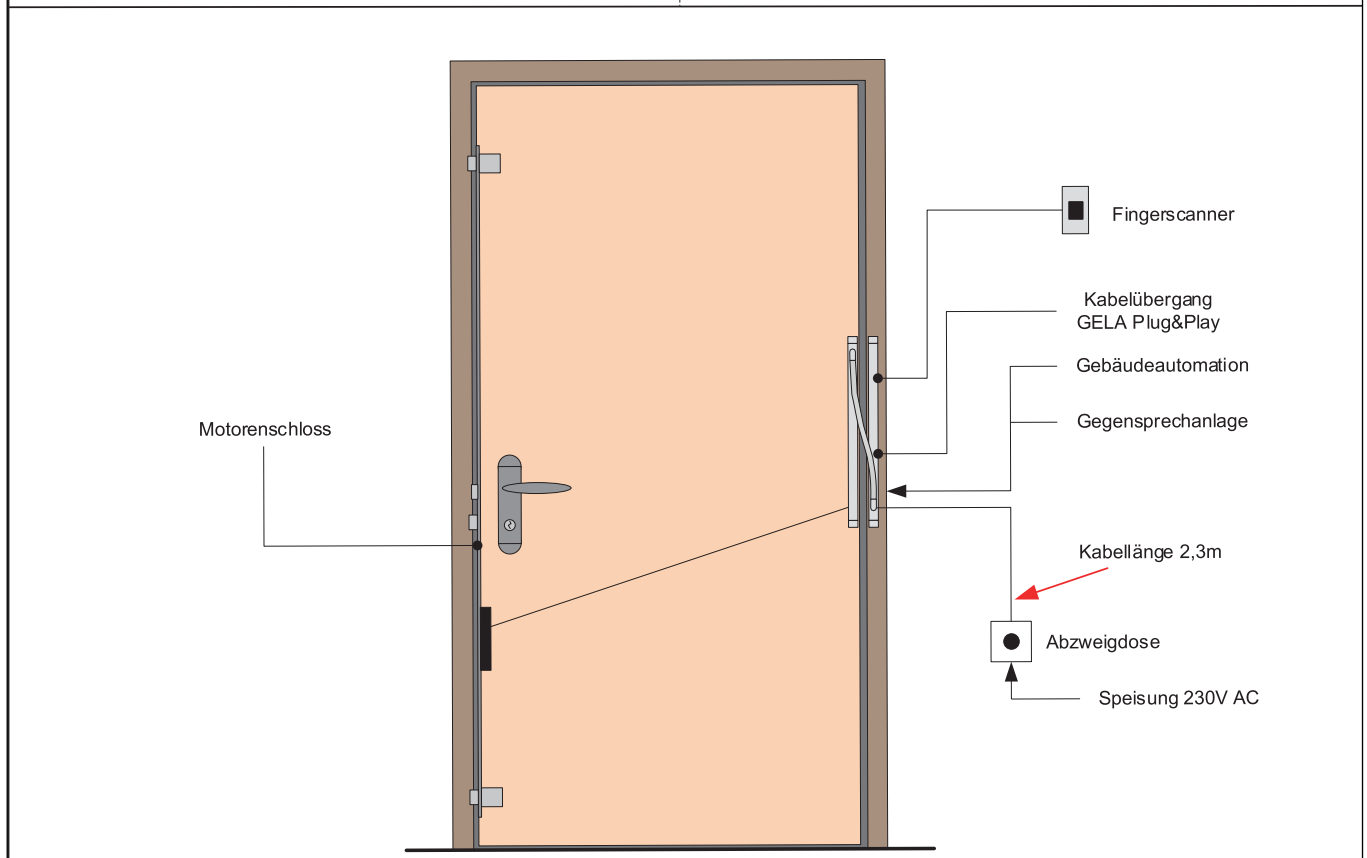 Fingerscanner
Kabelübergang
GELA Plug&Play
Gebäudeautomation
Gegensprechanlage
Motorenschloss
Kabellänge 2,3m
Abzweigdose
Speisung 230V AC